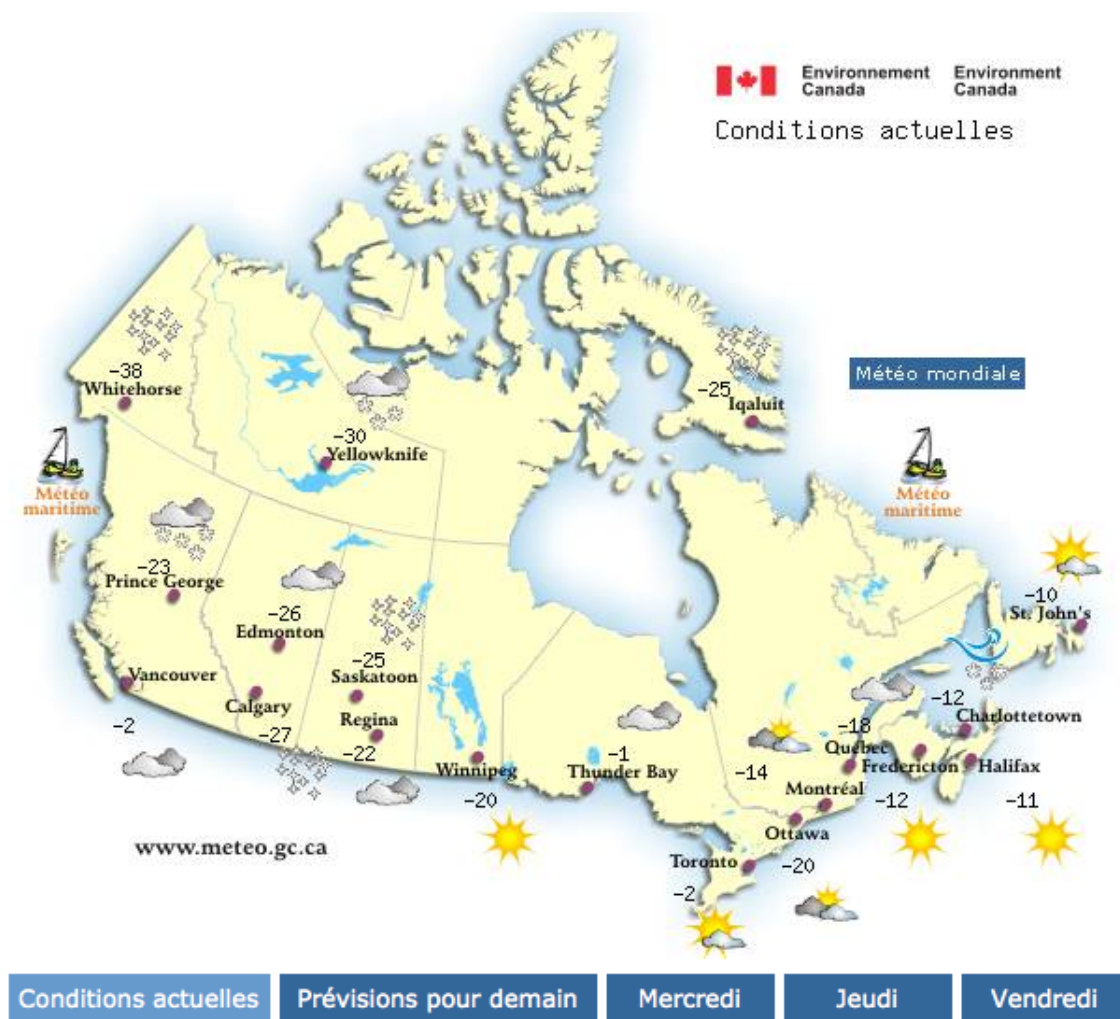 Environnement Canada
Environment Canada
Conditions actuelles
-38
Whitehorse
-25
Iqaluit
Météo mondiale
-30
Yellowknife
Météo maritime
Météo maritime
-23
Prince George
-10
St. John's
-26
Edmonton
-25
Saskatoon
Vancouver
-2
Calgary
-27
Regina
-22
Winnipeg
-20
-1
Thunder Bay
-12
Charlottetown
-18
Québec
Fredericton
-12
Halifax
-11
-14
Montréal
Ottawa
-20
Toronto
-2
www.meteo.gc.ca
Conditions actuelles
Prévisions pour demain
Mercredi
Jeudi
Vendredi